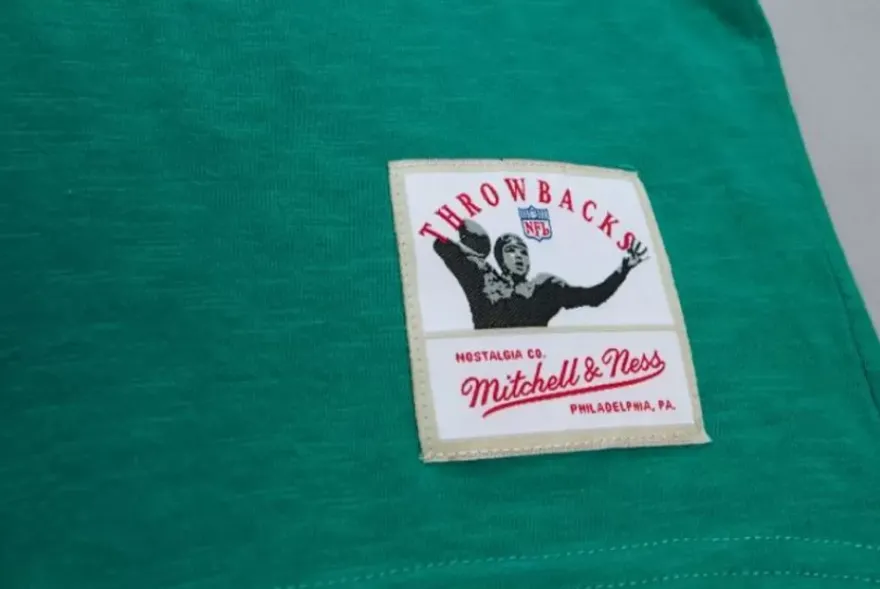 THROWBACKS
NFL
NOSTALGIA CO.
Mitchell & Ness
PHILADELPHIA, PA.